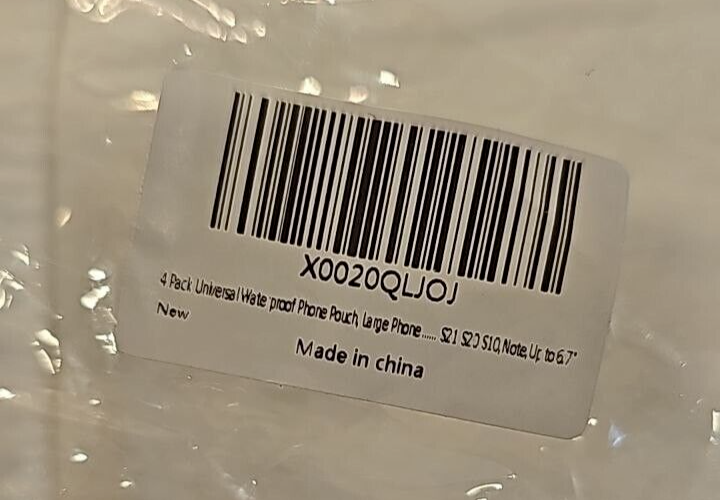 X0020QLJOJ
4 Pack Universal Waterproof Phone Pouch, Large Phone...... S21 S20 S10, Note, Up to 6.7"
New
Made in china